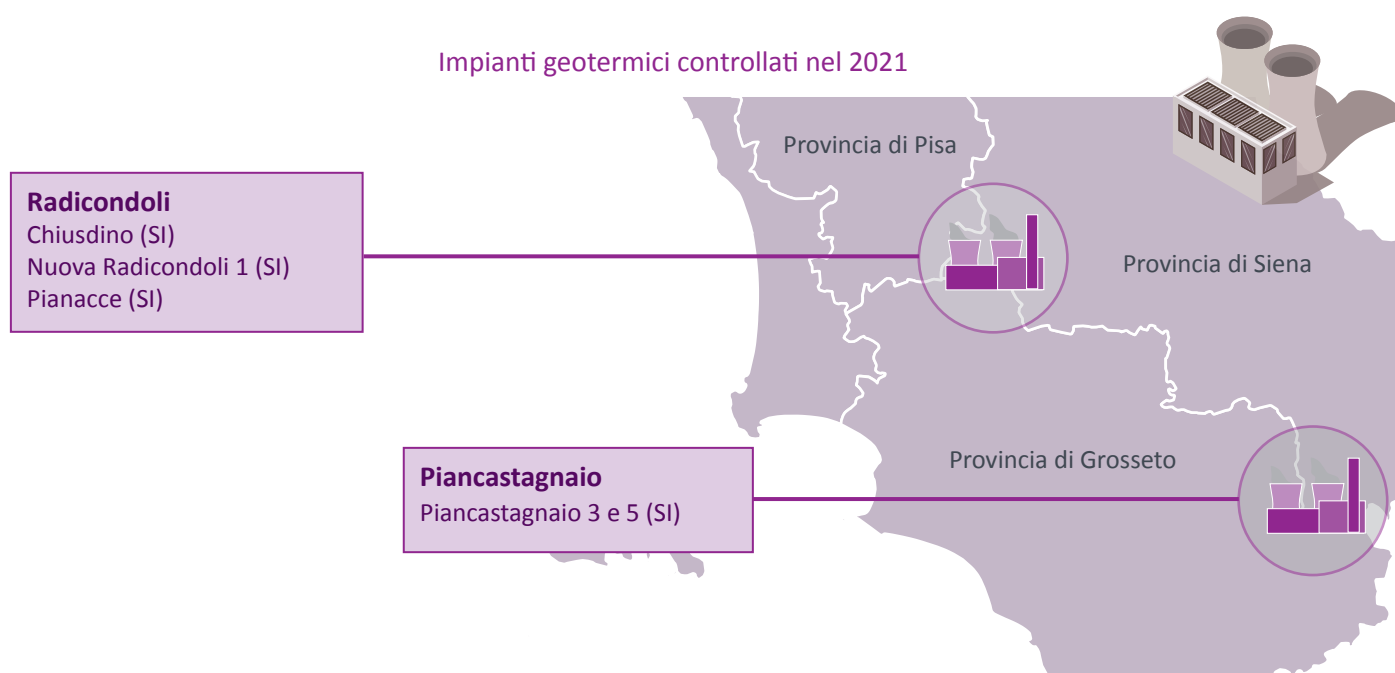 Impianti geotermici controllati nel 2021
Provincia di Pisa
Radicondoli
Chiusdino (SI)
Nuova Radicondoli 1 (SI)
Pianacce (SI)
Provincia di Siena
Provincia di Grosseto
Piancastagnaio
Piancastagnaio 3 e 5 (SI)